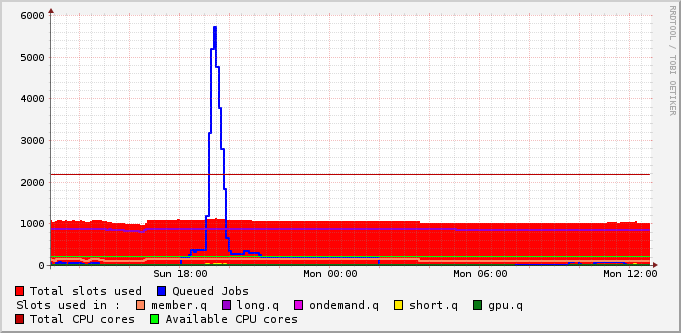 6000
5000
4000
3000
2000
1000
0
Sun 18:00 Mon 00:00 Mon 06:00 Mon 12:00
Total slots used Queued Jobs
Slots used in : member.q long.q ondemand.q short.q gpu.q
Total CPU cores Available CPU cores
RRDTOOL / TOBI OETIKER